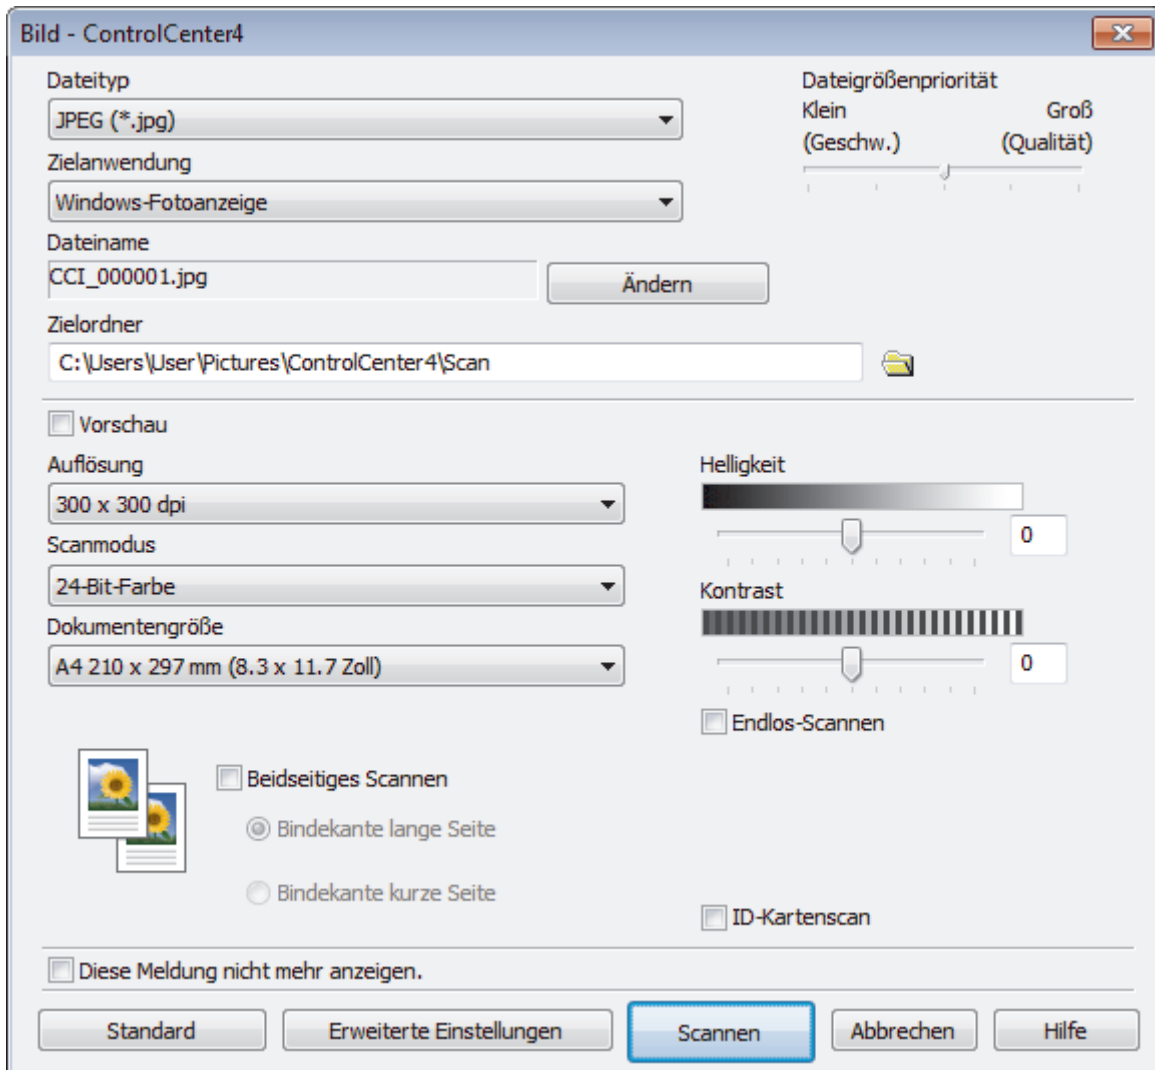 Bild - ControlCenter4
Dateityp
JPEG (*.jpg)
Dateigrößenpriorität
Klein Groß
(Geschw.) (Qualität)
Zielanwendung
Windows-Fotoanzeige
Dateiname
CCI_000001.jpg
Ändern
Zielordner
C:\Users\User\Pictures\ControlCenter4\Scan
Vorschau
Auflösung
300 x 300 dpi
Scanmodus
24-Bit-Farbe
Dokumentengröße
A4 210 x 297 mm (8.3 x 11.7 Zoll)
Helligkeit
0
Kontrast
0
Endlos-Scannen
Beidseitiges Scannen
Bindekante lange Seite
Bindekante kurze Seite
ID-Kartenscan
Diese Meldung nicht mehr anzeigen.
Standard Erweiterte Einstellungen Scannen Abbrechen Hilfe